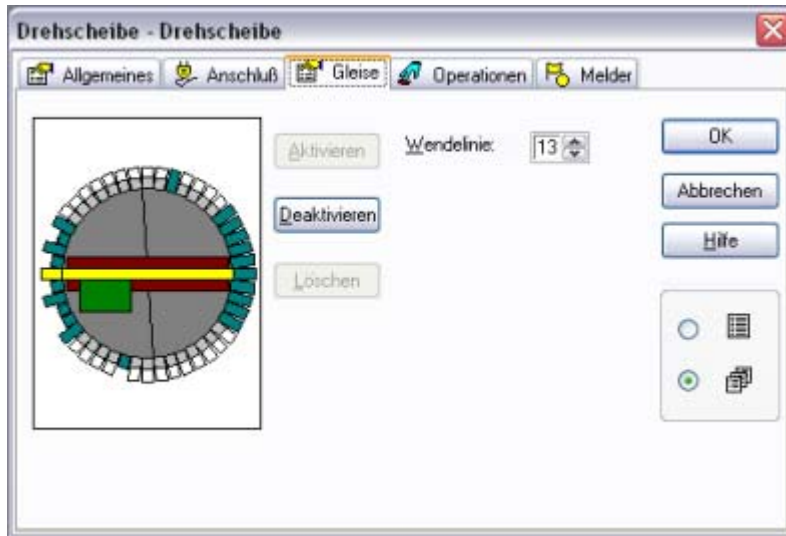 Drehscheibe - Drehscheibe
Allgemeines Anschluß Gleise Operationen Melder
Aktivieren
Wendelinie: 13
OK
Deaktivieren
Abbrechen
Hilfe
Löschen